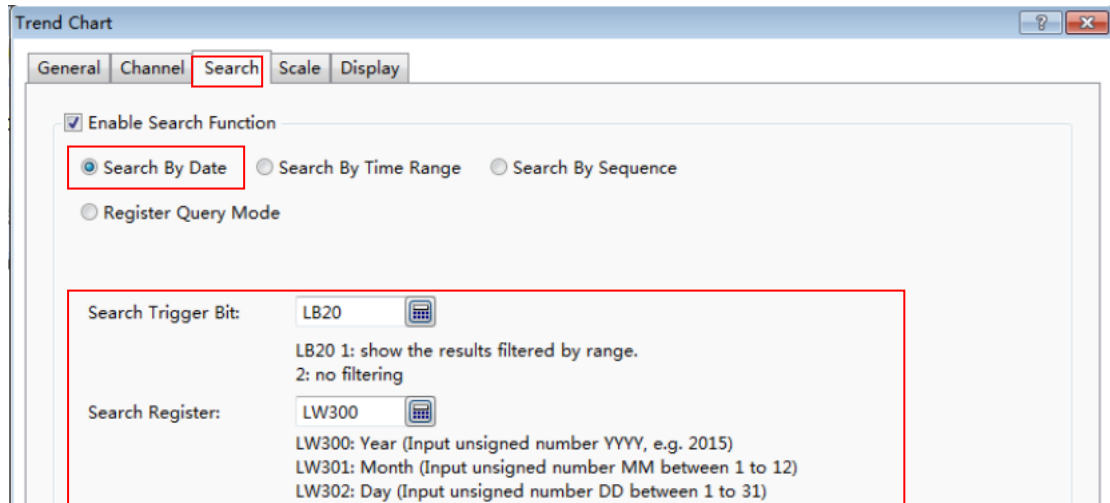 Trend Chart
General Channel Search Scale Display
Enable Search Function
Search By Date Search By Time Range Search By Sequence
Register Query Mode
Search Trigger Bit: LB20
LB20 1: show the results filtered by range.
2: no filtering
Search Register: LW300
LW300: Year (Input unsigned number YYYY, e.g. 2015)
LW301: Month (Input unsigned number MM between 1 to 12)
LW302: Day (Input unsigned number DD between 1 to 31)